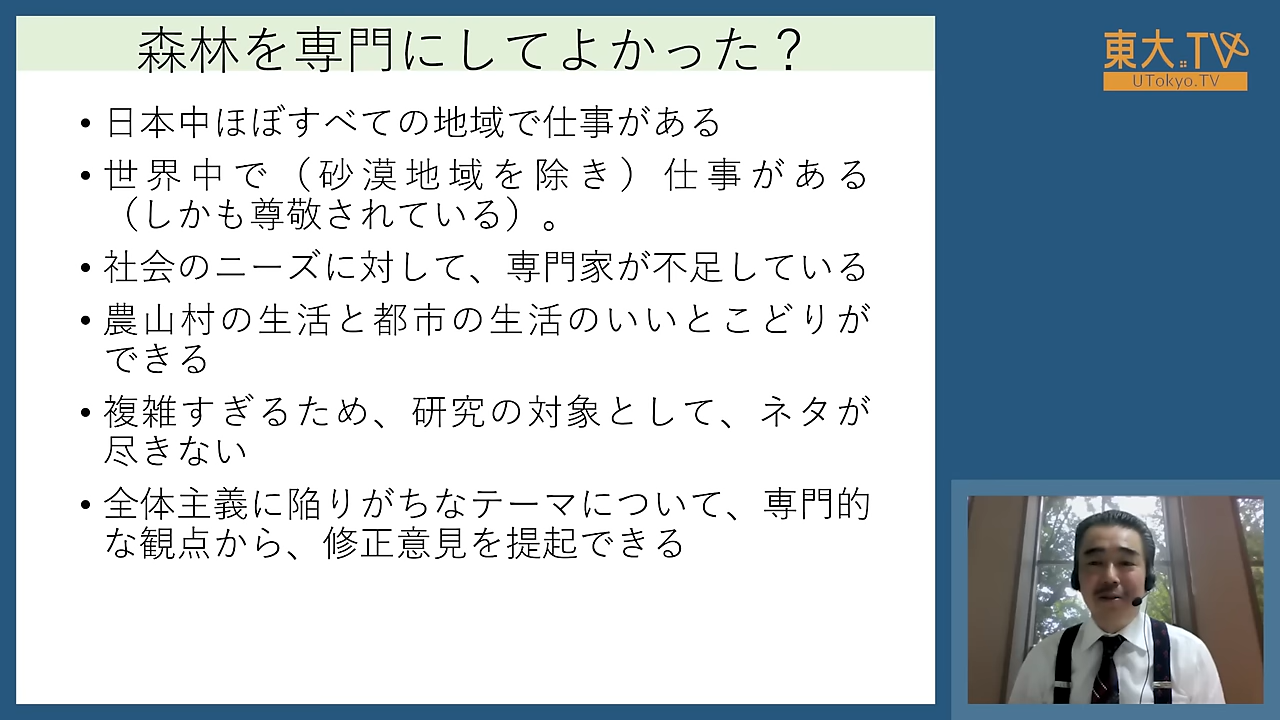 森林を専門にしてよかった？
• 日本中ほぼすべての地域で仕事がある
• 世界中で（砂漠地域を除き）仕事がある
（しかも尊敬されている）。
• 社会のニーズに対して、専門家が不足している
• 農山村の生活と都市の生活のいいとこどりが
できる
• 複雑すぎるため、研究の対象として、ネタが
尽きない
• 全体主義に陥りがちなテーマについて、専門的
な観点から、修正意見を提起できる
東大.TV
UTokyo.TV